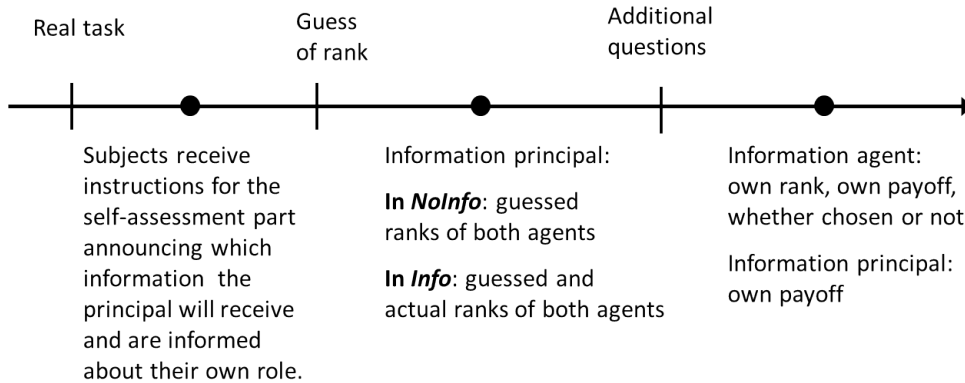 Real task
Guess
of rank
Additional
questions
Subjects receive
instructions for the
self-assessment part
announcing which
information the
principal will receive
and are informed
about their own role.
Information principal:
In NoInfo: guessed
ranks of both agents
In Info: guessed and
actual ranks of both agents
Information agent:
own rank, own payoff,
whether chosen or not
Information principal:
own payoff